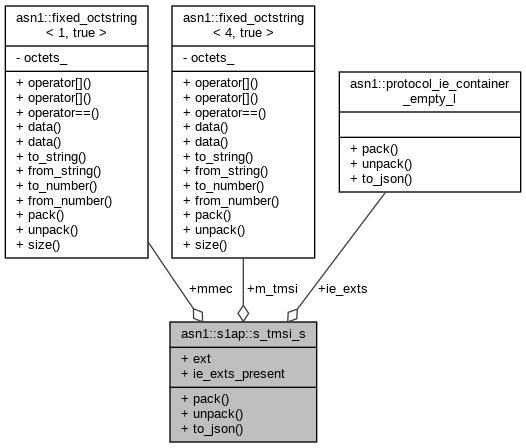 asn1::fixed_octstring
< 1, true >
- octets_
+ operator[]()
+ operator[]()
+ operator==()
+ data()
+ data()
+ to_string()
+ from_string()
+ to_number()
+ from_number()
+ pack()
+ unpack()
+ size()
asn1::fixed_octstring
< 4, true >
- octets_
+ operator[]()
+ operator[]()
+ operator==()
+ data()
+ data()
+ to_string()
+ from_string()
+ to_number()
+ from_number()
+ pack()
+ unpack()
+ size()
asn1::protocol_ie_container
_empty_l
+ pack()
+ unpack()
+ to_json()
+mmec
+m_tmsi
+ie_exts
asn1::s1ap::s_tmsi_s
+ ext
+ ie_exts_present
+ pack()
+ unpack()
+ to_json()